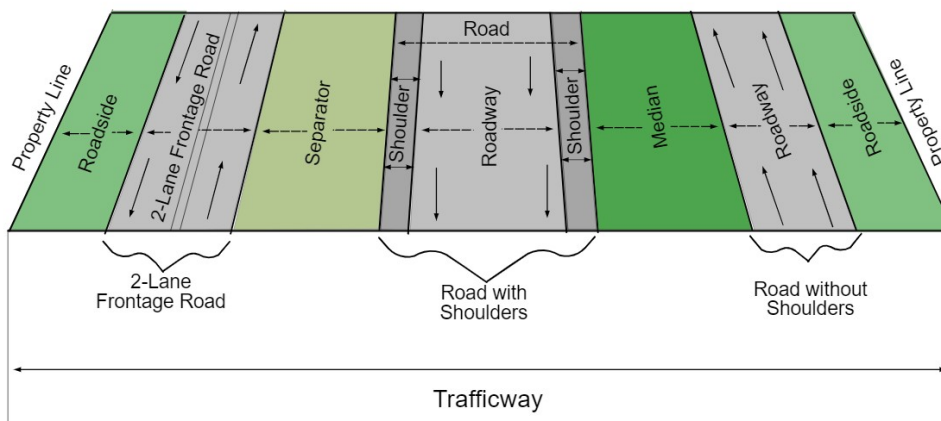 Road
Property Line
Roadside
2-Lane Frontage Road
Separator
Shoulder
Roadway
Shoulder
Median
Roadway
Roadside
Property Line
2-Lane
Frontage Road
Road with
Shoulders
Road without
Shoulders
Trafficway